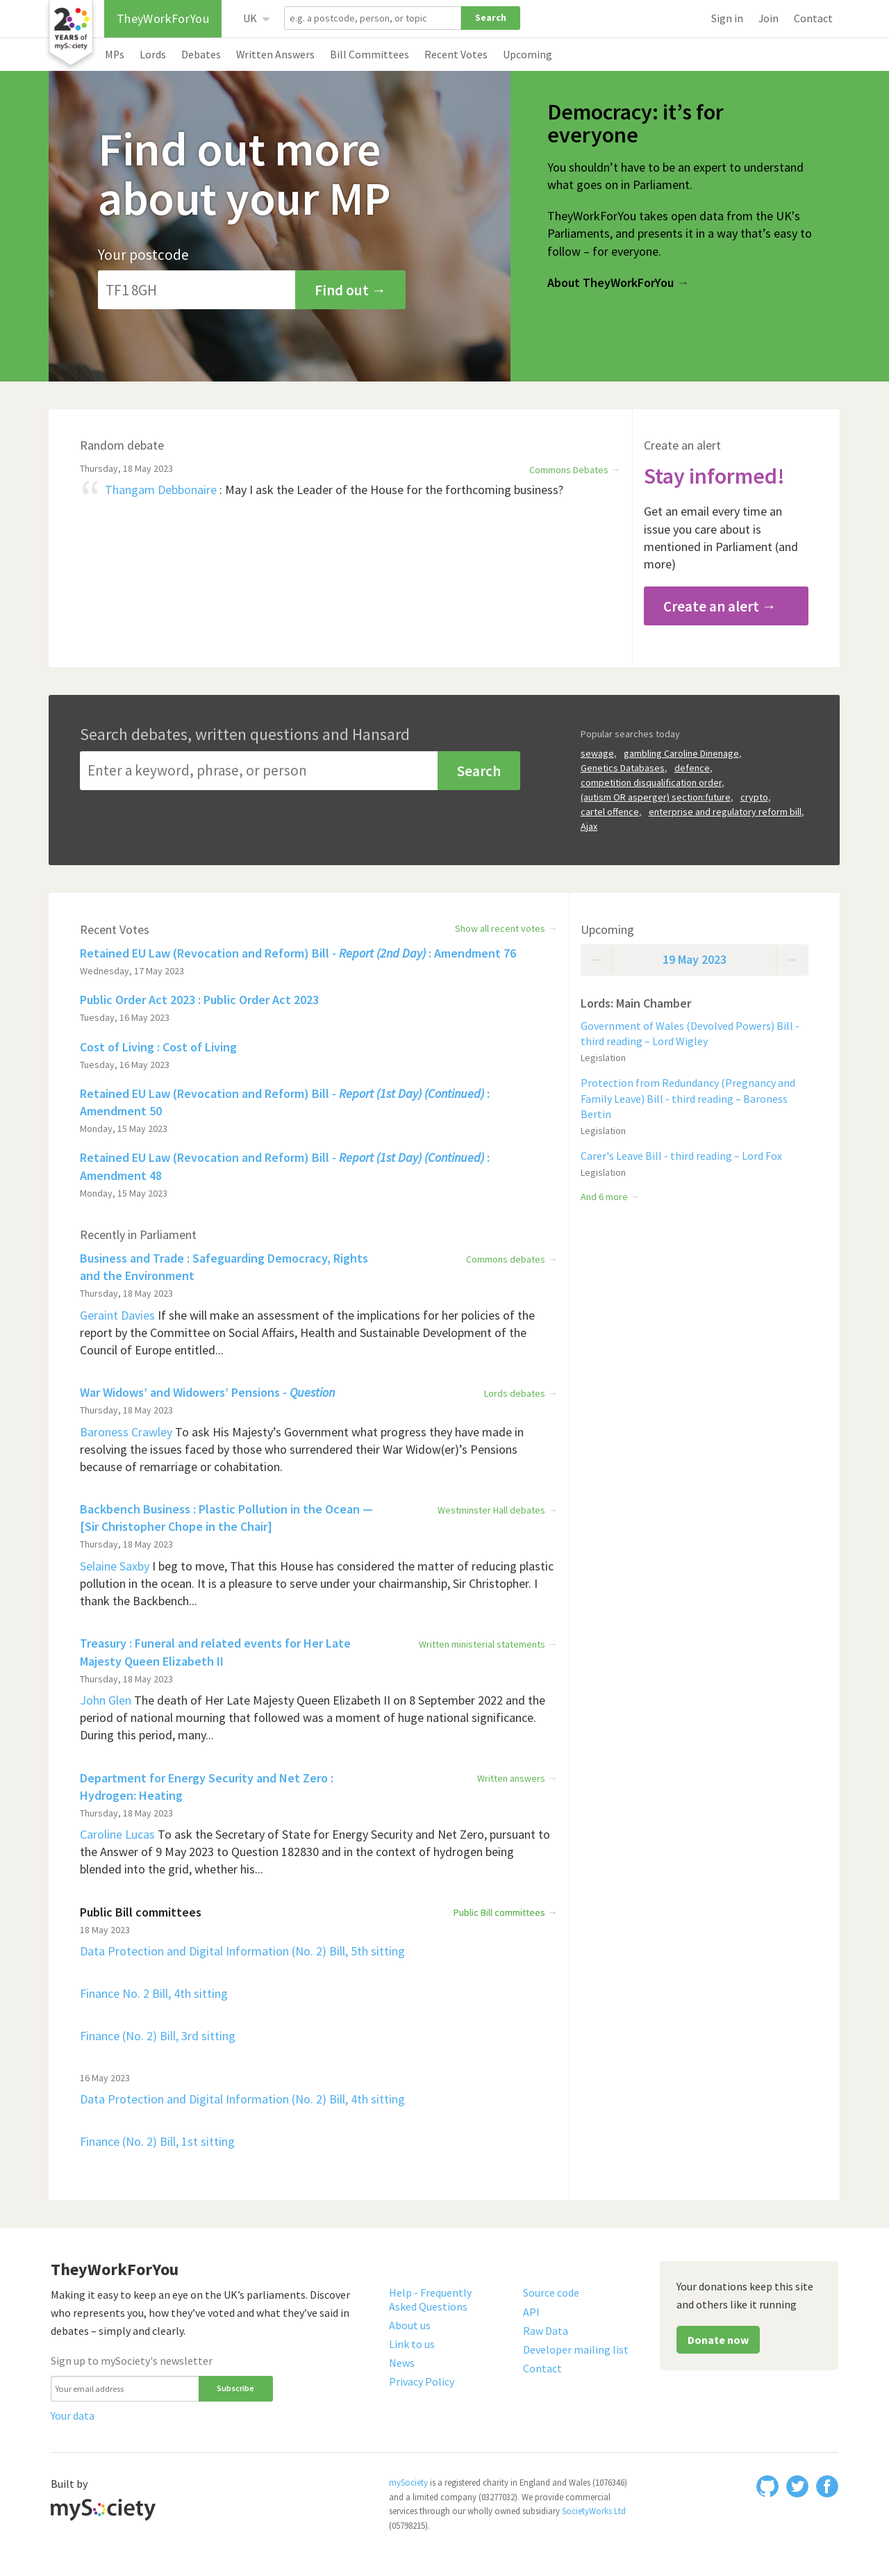 20
YEARS of
mySociety
TheyWorkForYou
UK
e.g. a postcode, person, or topic
Search
Sign in
Join
Contact
MPs
Lords
Debates
Written Answers
Bill Committees
Recent Votes
Upcoming
Find out more
about your MP
Your postcode
TF1 8GH
Find out →
Democracy: it’s for
everyone
You shouldn’t have to be an expert to understand
what goes on in Parliament.
TheyWorkForYou takes open data from the UK's
Parliaments, and presents it in a way that’s easy to
follow – for everyone.
About TheyWorkForYou →
Random debate
Thursday, 18 May 2023
Commons Debates →
“ Thangam Debbonaire : May I ask the Leader of the House for the forthcoming business?
Create an alert
Stay informed!
Get an email every time an
issue you care about is
mentioned in Parliament (and
more)
Create an alert →
Search debates, written questions and Hansard
Enter a keyword, phrase, or person
Search
Popular searches today
sewage, gambling Caroline Dinenage,
Genetics Databases, defence,
competition disqualification order,
(autism OR asperger) section:future, crypto,
cartel offence, enterprise and regulatory reform bill,
Ajax
Recent Votes
Show all recent votes →
Retained EU Law (Revocation and Reform) Bill - Report (2nd Day) : Amendment 76
Wednesday, 17 May 2023
Public Order Act 2023 : Public Order Act 2023
Tuesday, 16 May 2023
Cost of Living : Cost of Living
Tuesday, 16 May 2023
Retained EU Law (Revocation and Reform) Bill - Report (1st Day) (Continued) :
Amendment 50
Monday, 15 May 2023
Retained EU Law (Revocation and Reform) Bill - Report (1st Day) (Continued) :
Amendment 48
Monday, 15 May 2023
Upcoming
← 19 May 2023 →
Lords: Main Chamber
Government of Wales (Devolved Powers) Bill -
third reading – Lord Wigley
Legislation
Protection from Redundancy (Pregnancy and
Family Leave) Bill - third reading – Baroness
Bertin
Legislation
Carer's Leave Bill - third reading – Lord Fox
Legislation
And 6 more →
Recently in Parliament
Business and Trade : Safeguarding Democracy, Rights
and the Environment
Commons debates →
Thursday, 18 May 2023
Geraint Davies If she will make an assessment of the implications for her policies of the
report by the Committee on Social Affairs, Health and Sustainable Development of the
Council of Europe entitled...
War Widows’ and Widowers’ Pensions - Question
Lords debates →
Thursday, 18 May 2023
Baroness Crawley To ask His Majesty’s Government what progress they have made in
resolving the issues faced by those who surrendered their War Widow(er)’s Pensions
because of remarriage or cohabitation.
Backbench Business : Plastic Pollution in the Ocean —
[Sir Christopher Chope in the Chair]
Westminster Hall debates →
Thursday, 18 May 2023
Selaine Saxby I beg to move, That this House has considered the matter of reducing plastic
pollution in the ocean. It is a pleasure to serve under your chairmanship, Sir Christopher. I
thank the Backbench...
Treasury : Funeral and related events for Her Late
Majesty Queen Elizabeth II
Written ministerial statements →
Thursday, 18 May 2023
John Glen The death of Her Late Majesty Queen Elizabeth II on 8 September 2022 and the
period of national mourning that followed was a moment of huge national significance.
During this period, many...
Department for Energy Security and Net Zero :
Hydrogen: Heating
Written answers →
Thursday, 18 May 2023
Caroline Lucas To ask the Secretary of State for Energy Security and Net Zero, pursuant to
the Answer of 9 May 2023 to Question 182830 and in the context of hydrogen being
blended into the grid, whether his...
Public Bill committees
Public Bill committees →
18 May 2023
Data Protection and Digital Information (No. 2) Bill, 5th sitting
Finance No. 2 Bill, 4th sitting
Finance (No. 2) Bill, 3rd sitting
16 May 2023
Data Protection and Digital Information (No. 2) Bill, 4th sitting
Finance (No. 2) Bill, 1st sitting
TheyWorkForYou
Making it easy to keep an eye on the UK’s parliaments. Discover
who represents you, how they’ve voted and what they’ve said in
debates – simply and clearly.
Sign up to mySociety's newsletter
Your email address
Subscribe
Your data
Help - Frequently
Asked Questions
About us
Link to us
News
Privacy Policy
Source code
API
Raw Data
Developer mailing list
Contact
Your donations keep this site
and others like it running
Donate now
Built by
mySociety
mySociety is a registered charity in England and Wales (1076346)
and a limited company (03277032). We provide commercial
services through our wholly owned subsidiary SocietyWorks Ltd
(05798215).